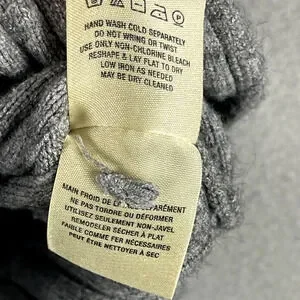 P
HAND WASH COLD SEPARATELY
DO NOT WRING OR TWIST
USE ONLY NON-CHLORINE BLEACH
RESHAPE & LAY FLAT TO DRY
LOW IRON AS NEEDED
MAY BE DRY CLEANED
MAIN FROID DE
NE PAS TORDRE OU DÉFORMER
UTILISEZ SEULEMENT NON-JAVEL
REMODELER SÉCHER À PLAT
FAIBLE COMME FER NÉCESSAIRES
PEUT ÊTRE NETTOYER À SEC